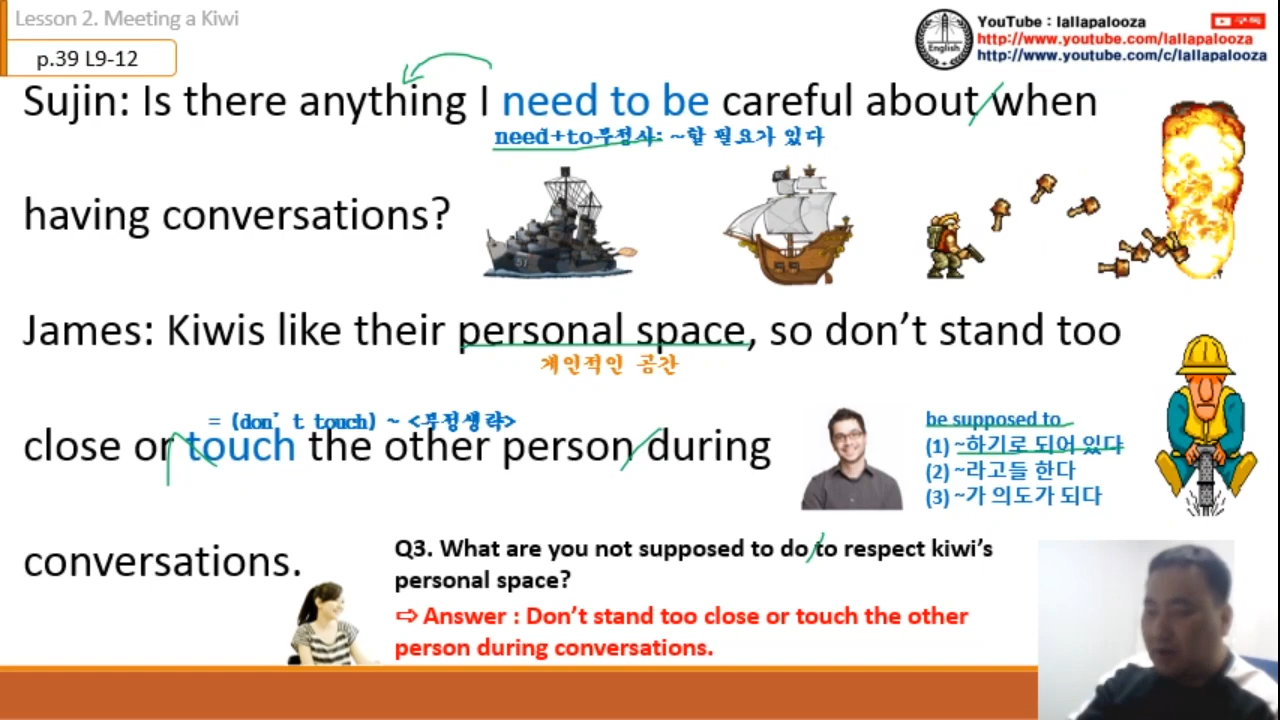 Lesson 2. Meeting a Kiwi
p.39 L9-12
English
YouTube : lallapalooza
구독
http://www.youtube.com/lallapalooza
http://www.youtube.com/c/lallapalooza
Sujin: Is there anything I need to be careful about when
need+to부정사: ~할 필요가 있다
having conversations?
James: Kiwis like their personal space, so don’t stand too
개인적인 공간
= (don’t touch) ~ <부정생략>
close or touch the other person during
be supposed to
(1) ~하기로 되어 있다
(2) ~라고들 한다
(3) ~가 의도가 되다
conversations.
Q3. What are you not supposed to do to respect kiwi’s
personal space?
⇨ Answer : Don’t stand too close or touch the other
person during conversations.